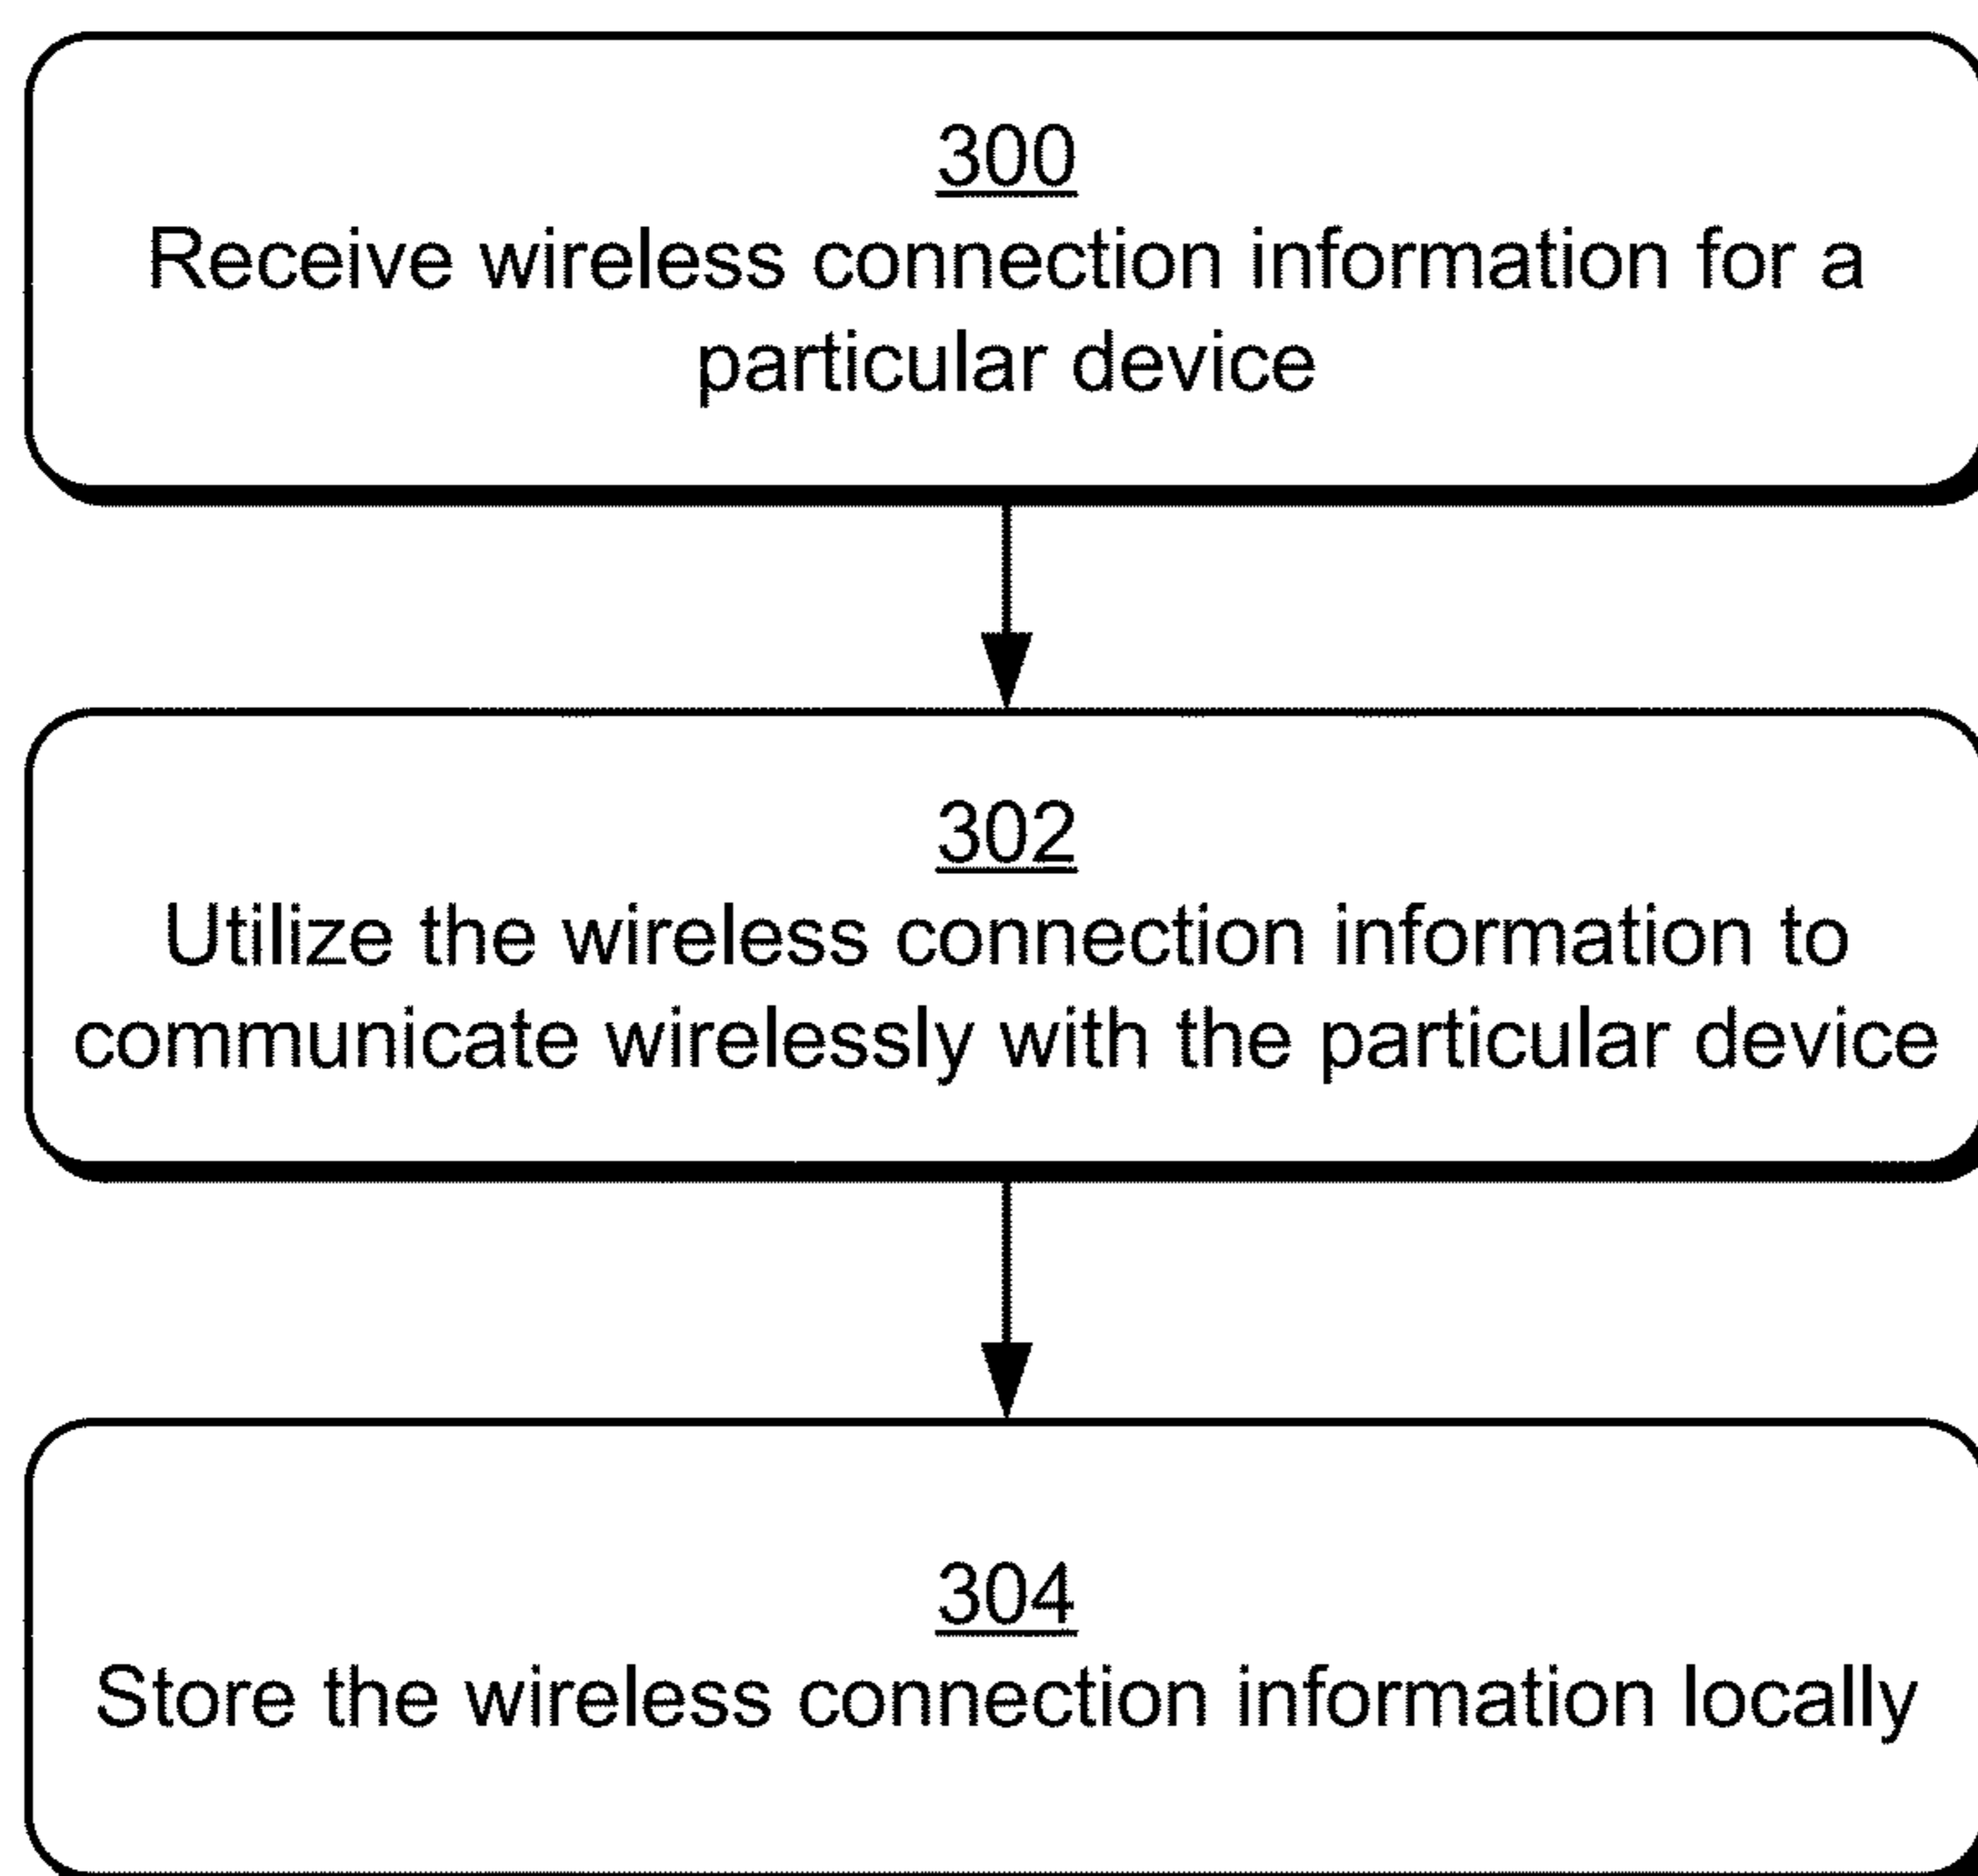 300
Receive wireless connection information for a
particular device
302
Utilize the wireless connection information to
communicate wirelessly with the particular device
304
Store the wireless connection information locally